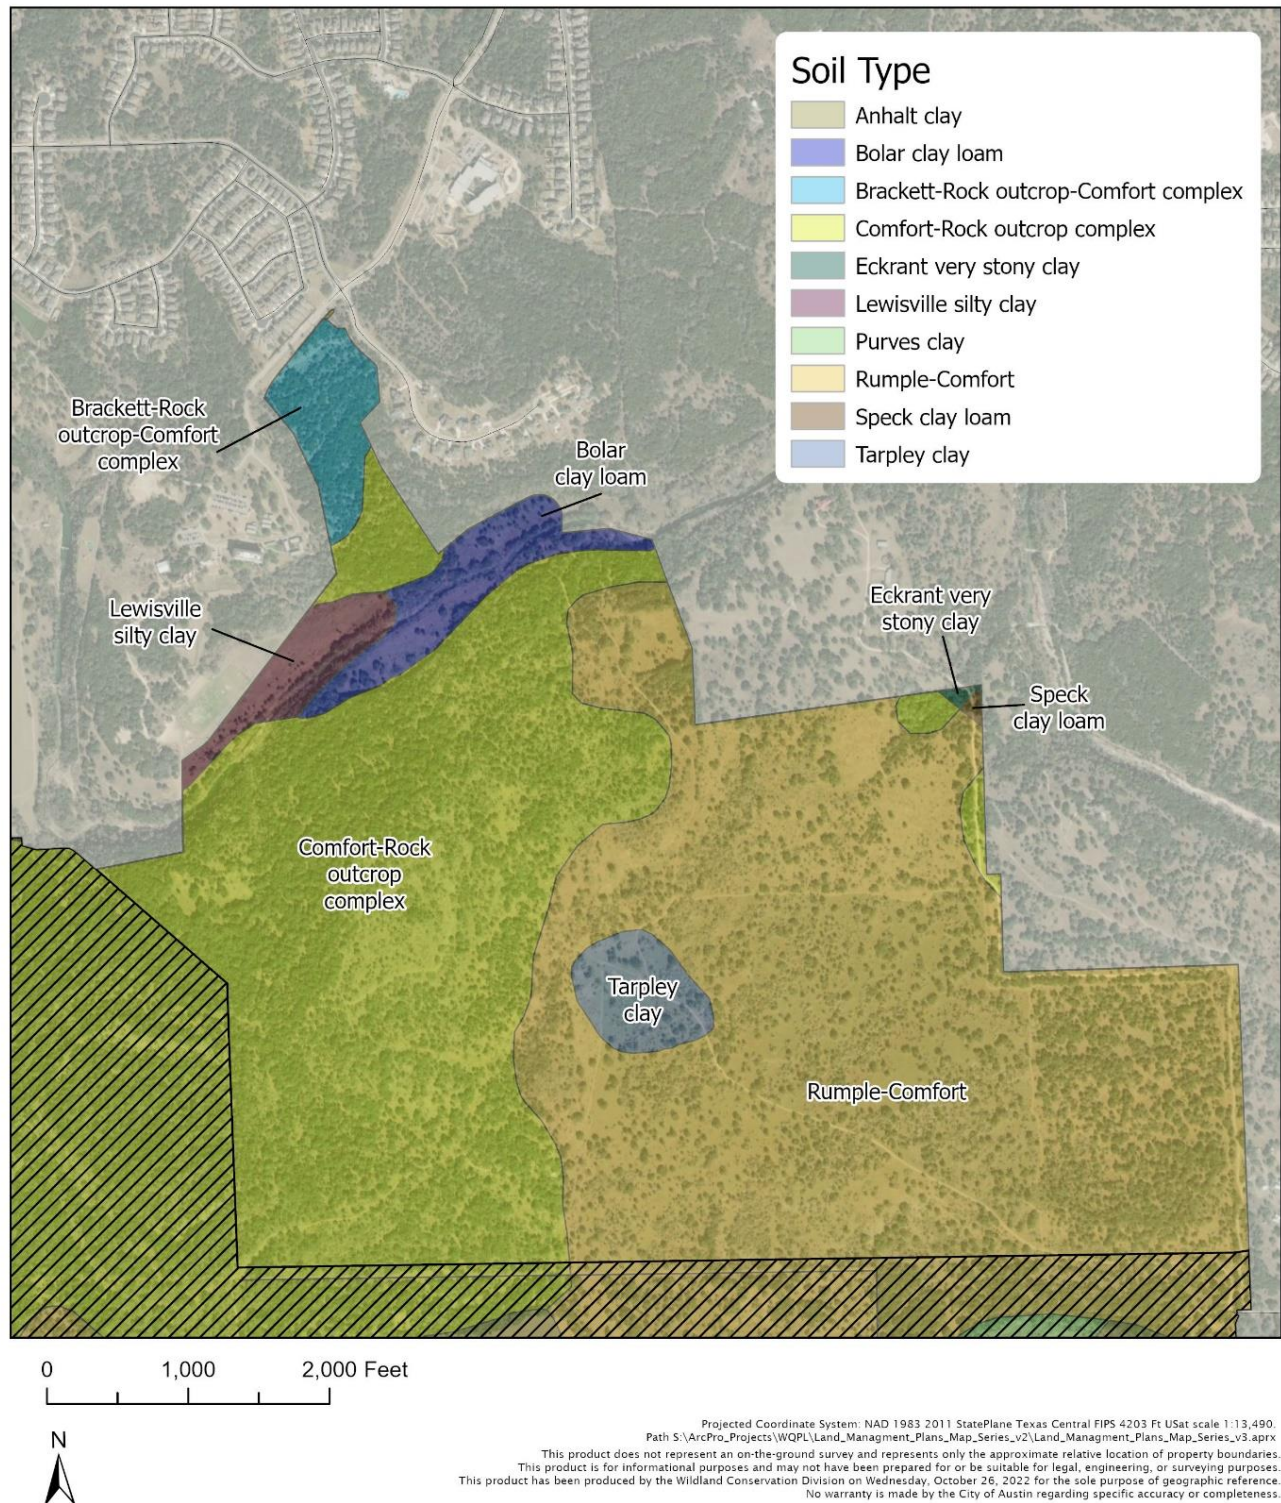 Soil Type
Anhalt clay
Bolar clay loam
Brackett-Rock outcrop-Comfort complex
Comfort-Rock outcrop complex
Eckrant very stony clay
Lewisville silty clay
Purves clay
Rumple-Comfort
Speck clay loam
Tarpley clay
Brackett-Rock
outcrop-Comfort
complex
Bolar
clay loam
Lewisville
silty clay
Eckrant very
stony clay
Speck
clay loam
Comfort-Rock
outcrop
complex
Tarpley
clay
Rumple-Comfort
0 1,000 2,000 Feet
N
Projected Coordinate System: NAD 1983 2011 StatePlane Texas Central FIPS 4203 Ft USat scale 1:13,490.
Path S:\ArcPro_Projects\WQPL\Land_Managment_Plans_Map_Series_v2\Land_Managment_Plans_Map_Series_v3.aprx
This product does not represent an on-the-ground survey and represents only the approximate relative location of property boundaries.
This product is for informational purposes and may not have been prepared for or be suitable for legal, engineering, or surveying purposes.
This product has been produced by the Wildland Conservation Division on Wednesday, October 26, 2022 for the sole purpose of geographic reference.
No warranty is made by the City of Austin regarding specific accuracy or completeness.